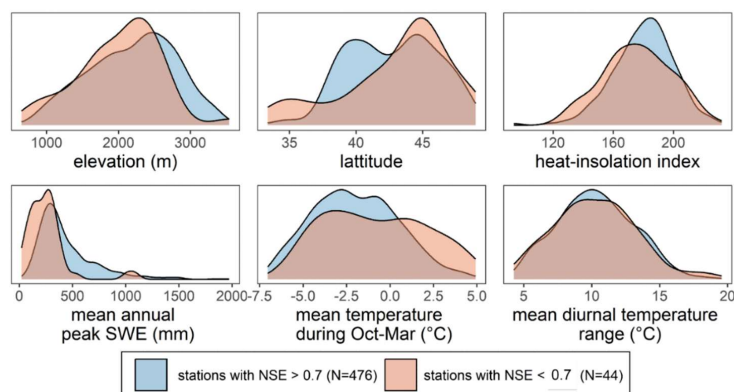 1000 2000 3000
elevation (m)
35 40 45
lattitude
120 160 200
heat-insolation index
0 500 1000 1500 2000
mean annual
peak SWE (mm)
-7.5 -5.0 -2.5 0.0 2.5 5.0
mean temperature
during Oct-Mar (°C)
5 10 15 20
mean diurnal temperature
range (°C)
stations with NSE > 0.7 (N=476) stations with NSE < 0.7 (N=44)